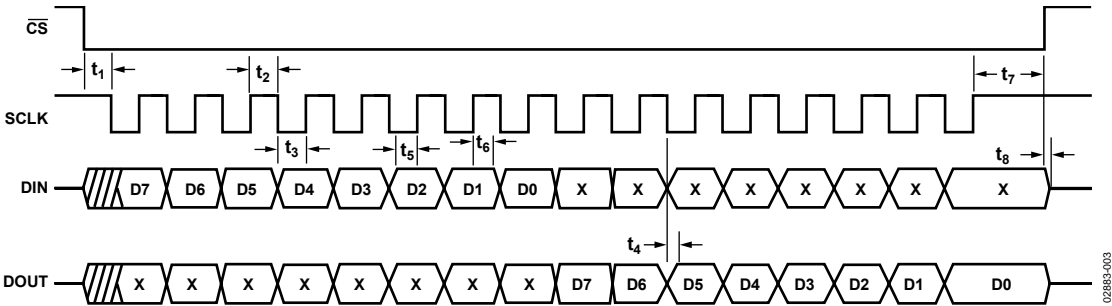 CS
t1
t2
t7
SCLK
t3
t5
t6
t8
DIN D7 D6 D5 D4 D3 D2 D1 D0 X X X X X X X X
t4
DOUT X X X X X X X X D7 D6 D5 D4 D3 D2 D1 D0
02883-003